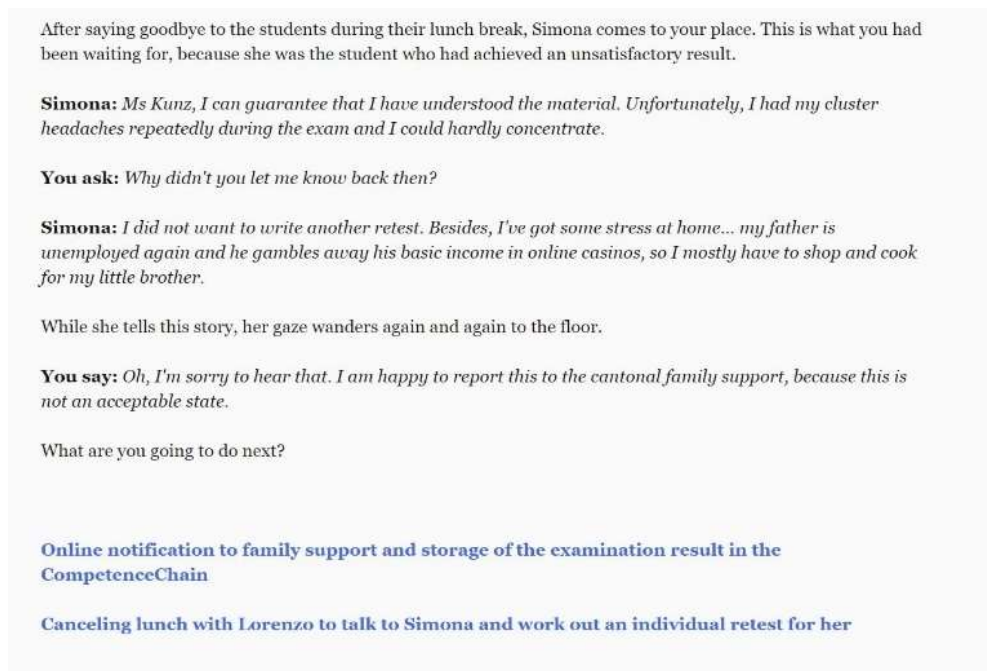 After saying goodbye to the students during their lunch break, Simona comes to your place. This is what you had
been waiting for, because she was the student who had achieved an unsatisfactory result.
Simona: Ms Kunz, I can guarantee that I have understood the material. Unfortunately, I had my cluster
headaches repeatedly during the exam and I could hardly concentrate.
You ask: Why didn't you let me know back then?
Simona: I did not want to write another retest. Besides, I've got some stress at home... my father is
unemployed again and he gambles away his basic income in online casinos, so I mostly have to shop and cook
for my little brother.
While she tells this story, her gaze wanders again and again to the floor.
You say: Oh, I'm sorry to hear that. I am happy to report this to the cantonal family support, because this is
not an acceptable state.
What are you going to do next?
Online notification to family support and storage of the examination result in the
CompetenceChain
Canceling lunch with Lorenzo to talk to Simona and work out an individual retest for her